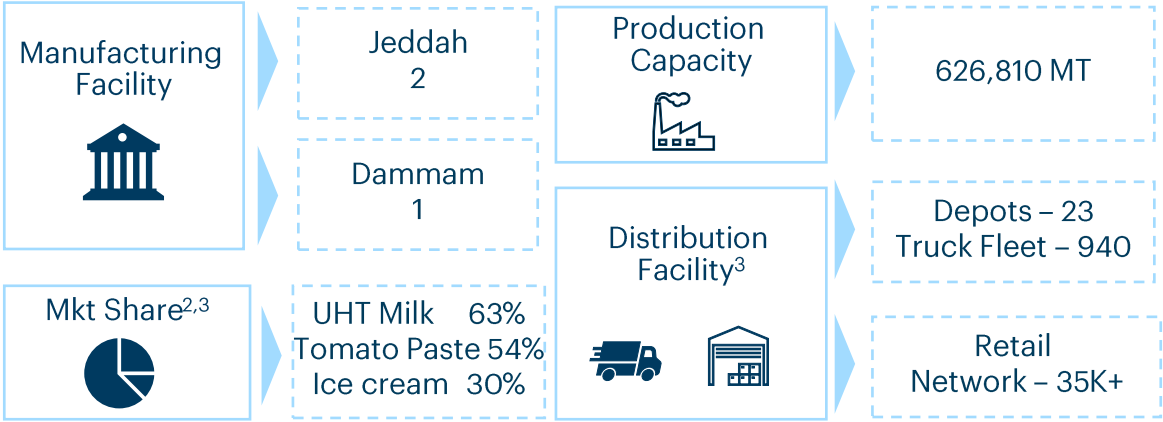 Manufacturing
Facility
Jeddah
2
Dammam
1
Mkt Share2,3
UHT Milk 63%
Tomato Paste 54%
Ice cream 30%
Production
Capacity
626,810 MT
Distribution
Facility3
Depots – 23
Truck Fleet – 940
Retail
Network – 35K+